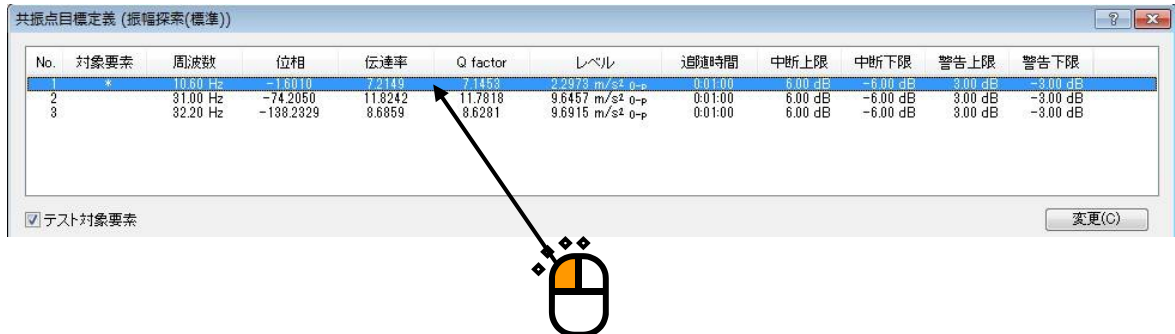 共振点目標定義 (振幅探索(標準))
No. 対象要素 周波数 位相 伝達率 Q factor レベル 追随時間 中断上限 中断下限 警告上限 警告下限
1 * 10.60 Hz -1.6010 7.2149 7.1453 2.2973 m/s² 0-p 0:01:00 6.00 dB -6.00 dB 3.00 dB -3.00 dB
2 31.00 Hz -74.2050 11.8242 11.7818 9.6457 m/s² 0-p 0:01:00 6.00 dB -6.00 dB 3.00 dB -3.00 dB
3 32.20 Hz -138.2329 8.6859 8.6281 9.6915 m/s² 0-p 0:01:00 6.00 dB -6.00 dB 3.00 dB -3.00 dB
テスト対象要素 変更(C)